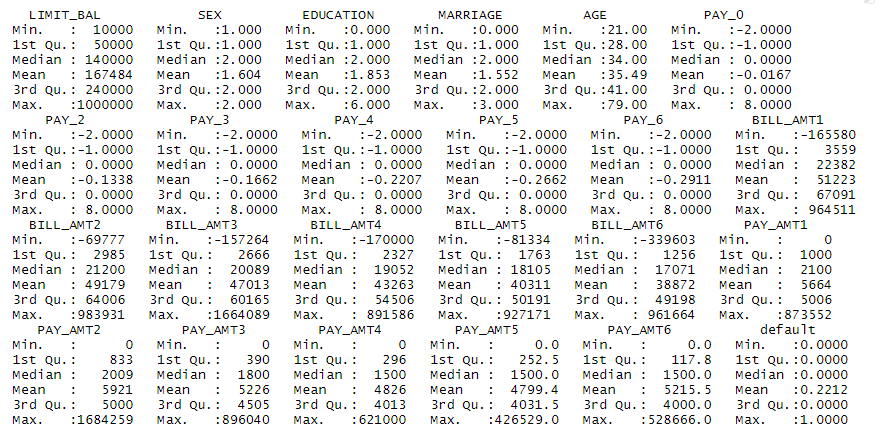 LIMIT_BAL SEX EDUCATION MARRIAGE AGE PAY_0
Min. : 10000 Min. :1.000 Min. :0.000 Min. :0.000 Min. :21.00 Min. :-2.0000
1st Qu.: 50000 1st Qu.:1.000 1st Qu.:1.000 1st Qu.:1.000 1st Qu.:28.00 1st Qu.:-1.0000
Median : 140000 Median :2.000 Median :2.000 Median :2.000 Median :34.00 Median : 0.0000
Mean : 167484 Mean :1.604 Mean :1.853 Mean :1.552 Mean :35.49 Mean :-0.0167
3rd Qu.: 240000 3rd Qu.:2.000 3rd Qu.:2.000 3rd Qu.:2.000 3rd Qu.:41.00 3rd Qu.: 0.0000
Max. :1000000 Max. :2.000 Max. :6.000 Max. :3.000 Max. :79.00 Max. : 8.0000
PAY_2 PAY_3 PAY_4 PAY_5 PAY_6 BILL_AMT1
Min. :-2.0000 Min. :-2.0000 Min. :-2.0000 Min. :-2.0000 Min. :-2.0000 Min. :-165580
1st Qu.:-1.0000 1st Qu.:-1.0000 1st Qu.:-1.0000 1st Qu.:-1.0000 1st Qu.:-1.0000 1st Qu.: 3559
Median : 0.0000 Median : 0.0000 Median : 0.0000 Median : 0.0000 Median : 0.0000 Median : 22382
Mean :-0.1338 Mean :-0.1662 Mean :-0.2207 Mean :-0.2662 Mean :-0.2911 Mean : 51223
3rd Qu.: 0.0000 3rd Qu.: 0.0000 3rd Qu.: 0.0000 3rd Qu.: 0.0000 3rd Qu.: 0.0000 3rd Qu.: 67091
Max. : 8.0000 Max. : 8.0000 Max. : 8.0000 Max. : 8.0000 Max. : 8.0000 Max. : 964511
BILL_AMT2 BILL_AMT3 BILL_AMT4 BILL_AMT5 BILL_AMT6 PAY_AMT1
Min. :-69777 Min. :-157264 Min. :-170000 Min. :-81334 Min. :-339603 Min. : 0
1st Qu.: 2985 1st Qu.: 2666 1st Qu.: 2327 1st Qu.: 1763 1st Qu.: 1256 1st Qu.: 1000
Median : 21200 Median : 20089 Median : 19052 Median : 18105 Median : 17071 Median : 2100
Mean : 49179 Mean : 47013 Mean : 43263 Mean : 40311 Mean : 38872 Mean : 5664
3rd Qu.: 64006 3rd Qu.: 60165 3rd Qu.: 54506 3rd Qu.: 50191 3rd Qu.: 49198 3rd Qu.: 5006
Max. :983931 Max. :1664089 Max. : 891586 Max. :927171 Max. : 961664 Max. :873552
PAY_AMT2 PAY_AMT3 PAY_AMT4 PAY_AMT5 PAY_AMT6 default
Min. : 0 Min. : 0 Min. : 0 Min. : 0.0 Min. : 0.0 Min. :0.0000
1st Qu.: 833 1st Qu.: 390 1st Qu.: 296 1st Qu.: 252.5 1st Qu.: 117.8 1st Qu.:0.0000
Median : 2009 Median : 1800 Median : 1500 Median : 1500.0 Median : 1500.0 Median :0.0000
Mean : 5921 Mean : 5226 Mean : 4826 Mean : 4799.4 Mean : 5215.5 Mean :0.2212
3rd Qu.: 5000 3rd Qu.: 4505 3rd Qu.: 4013 3rd Qu.: 4031.5 3rd Qu.: 4000.0 3rd Qu.:0.0000
Max. :1684259 Max. :896040 Max. :621000 Max. :426529.0 Max. :528666.0 Max. :1.0000